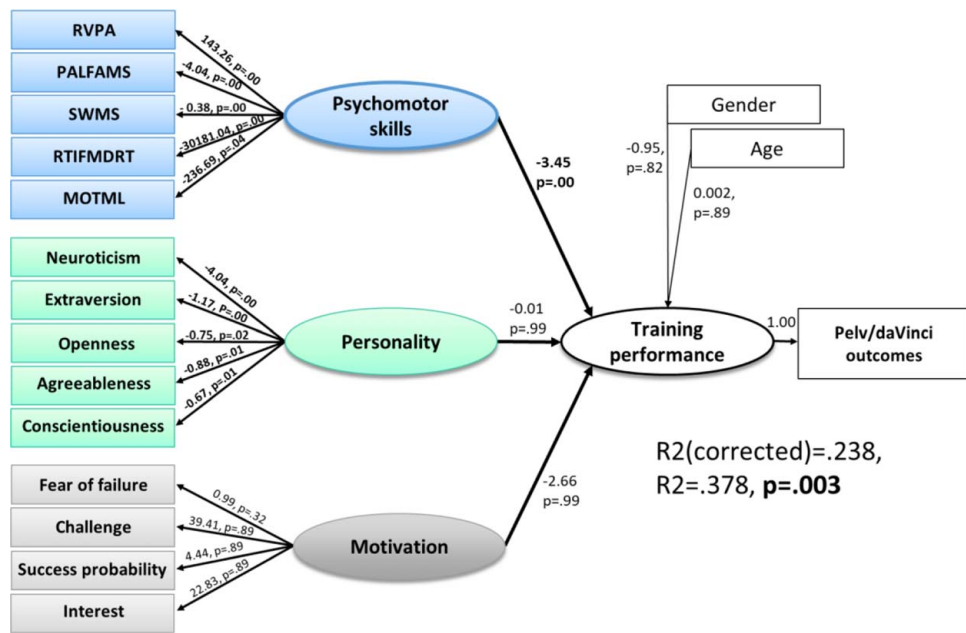 RVPA
PALFAMS
SWMS
RTIFMDRT
MOTML
143.26, p=.00
-4.04, p=.00
- 0.38, p=.00
-30181.04, p=.00
-236.69, p=.04
Psychomotor
skills
-3.45
p=.00
Gender
Age
-0.95,
p=.82
0.002,
p=.89
Neuroticism
Extraversion
Openness
Agreeableness
Conscientiousness
-4.04, p=.00
-1.17, p=.00
-0.75, p=.02
-0.88, p=.01
-0.67, p=.01
Personality
-0.01
p=.99
Training
performance
1.00
Pelv/daVinci
outcomes
Fear of failure
Challenge
Success probability
Interest
0.99, p=.32
39.41, p=.89
4.44, p=.89
22.83, p=.89
Motivation
-2.66
p=.99
R2(corrected)=.238,
R2=.378, p=.003